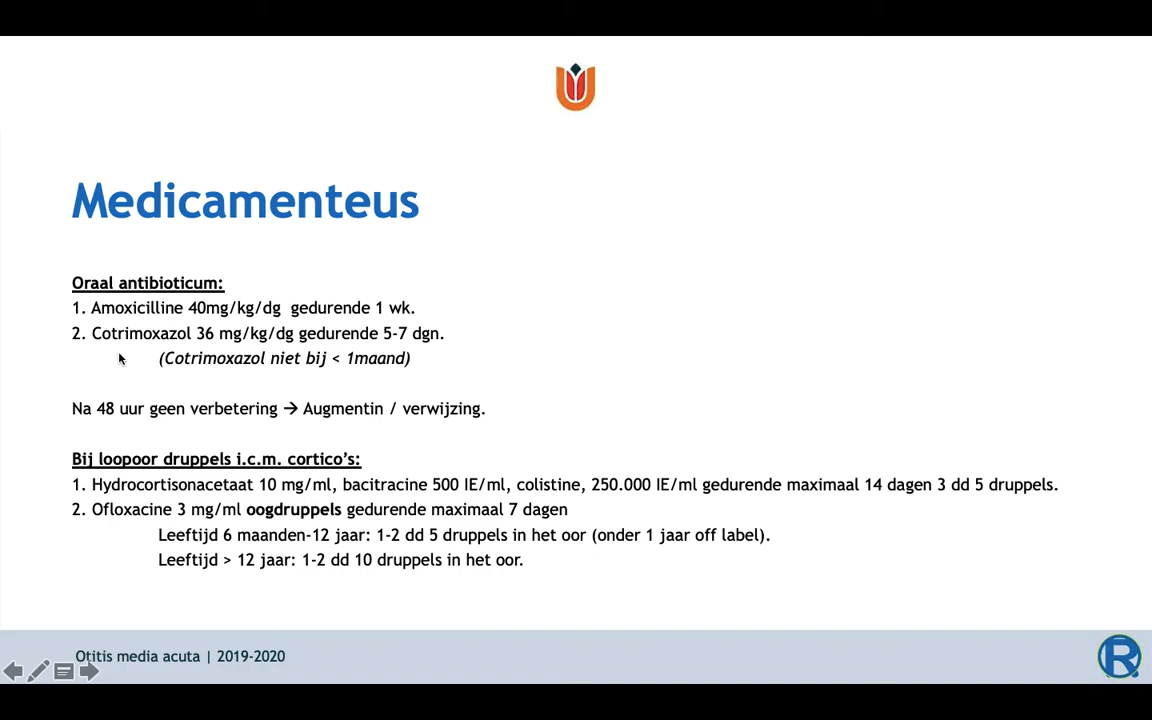 Medicamenteus
Oraal antibioticum:
1. Amoxicilline 40mg/kg/dg gedurende 1 wk.
2. Cotrimoxazol 36 mg/kg/dg gedurende 5-7 dgn.
(Cotrimoxazol niet bij < 1maand)
Na 48 uur geen verbetering → Augmentin / verwijzing.
Bij loopoor druppels i.c.m. cortico's:
1. Hydrocortisonacetaat 10 mg/ml, bacitracine 500 IE/ml, colistine, 250.000 IE/ml gedurende maximaal 14 dagen 3 dd 5 druppels.
2. Ofloxacine 3 mg/ml oogdruppels gedurende maximaal 7 dagen
Leeftijd 6 maanden-12 jaar: 1-2 dd 5 druppels in het oor (onder 1 jaar off label).
Leeftijd > 12 jaar: 1-2 dd 10 druppels in het oor.
Otitis media acuta | 2019-2020
R